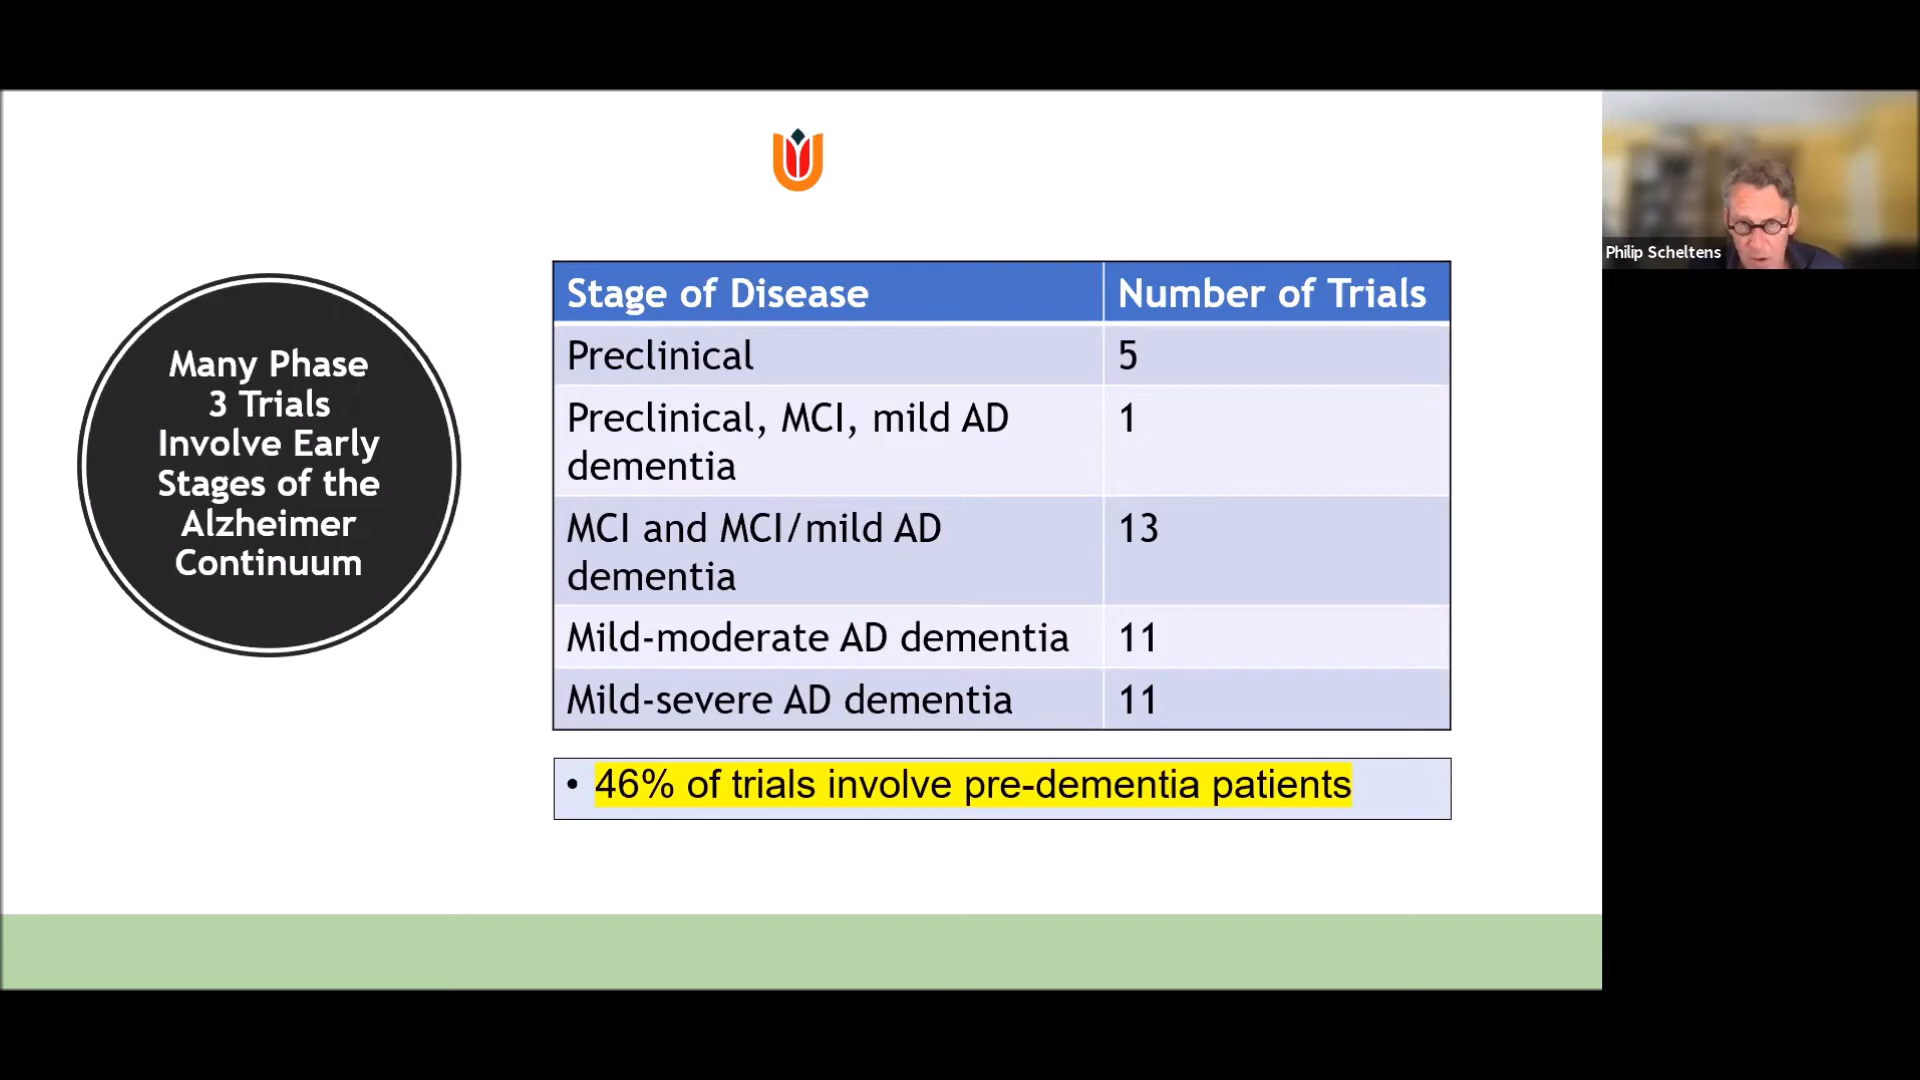 Many Phase
3 Trials
Involve Early
Stages of the
Alzheimer
Continuum
Stage of Disease
Number of Trials
Preclinical
5
Preclinical, MCI, mild AD
dementia
1
MCI and MCI/mild AD
dementia
13
Mild-moderate AD dementia
11
Mild-severe AD dementia
11
• 46% of trials involve pre-dementia patients
Philip Scheltens